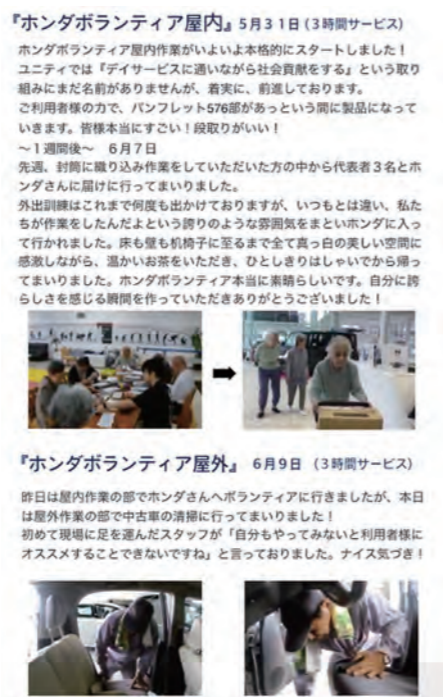 『ホンダボランティア屋内』5月31日(3時間サービス)
ホンダボランティア屋内作業がいよいよ本格的にスタートしました！
ユニティでは『デイサービスに通いながら社会貢献をする』という取り
組みにまだ名前がありませんが、着実に、前進しております。
ご利用者様の力で、パンフレット576部があっという間に製品になって
いきます。皆様本当にすごい！段取りがいい！
～1週間後～　6月7日
先週、封筒に織り込み作業をしていただいた方の中から代表者3名とホ
ンダさんに届けに行ってまいりました。
外出訓練はこれまで何度も出かけておりますが、いつもとは違い、私た
ちが作業をしたんだよという誇りのような雰囲気をまといホンダに入っ
て行かれました。床も壁も机椅子に至るまで全て真っ白の美しい空間に
感激しながら、温かいお茶をいただき、ひとしきりはしゃいでから帰っ
てまいりました。ホンダボランティア本当に素晴らしいです。自分に誇
らしさを感じる瞬間を作っていただきありがとうございました！
『ホンダボランティア屋外』 6月9日 (3時間サービス)
昨日は屋内作業の部でホンダさんへボランティアに行きましたが、本日
は屋外作業の部で中古車の清掃に行ってまいりました！
初めて現場に足を運んだスタッフが「自分もやってみないと利用者様に
オススメすることできないですね」と言っておりました。ナイス気づき！